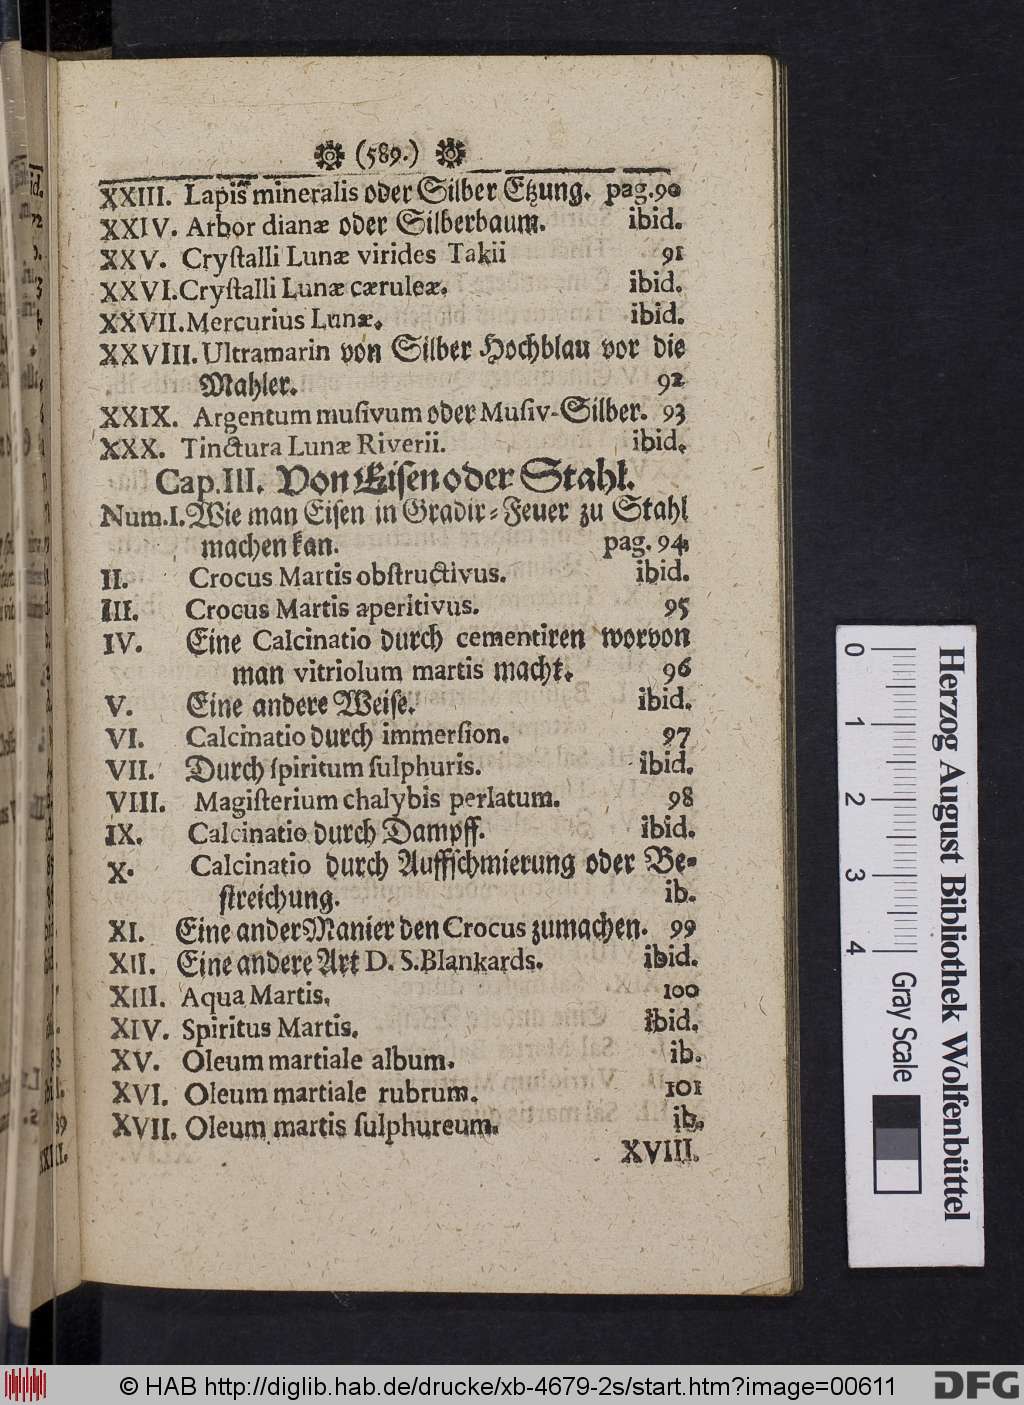 (589.)
XXIII. Lapis mineralis oder Silber Etzung. pag.90
XXIV. Arbor dianæ oder Silberbaum. ibid.
XXV. Cryſtalli Lunæ virides Takii 91
XXVI. Cryſtalli Lunæ cæruleæ. ibid.
XXVII. Mercurius Lunæ. ibid.
XXVIII. Ultramarin von Silber Hochblau vor die
Mahler. 92
XXIX. Argentum muſivum oder Muſiv-Silber. 93
XXX. Tinctura Lunæ Riverii. ibid.
Cap. III. Von Eiſen oder Stahl.
Num. I. Wie man Eiſen in Gradir-Feuer zu Stahl
machen kan. pag. 94.
II. Crocus Martis obſtructivus. ibid.
III. Crocus Martis aperitivus. 95
IV. Eine Calcinatio durch cementiren worvon
man vitriolum martis macht. 96
V. Eine andere Weiſe. ibid.
VI. Calcinatio durch immerſion. 97
VII. Durch ſpiritum ſulphuris. ibid.
VIII. Magiſterium chalybis perlatum. 98
IX. Calcinatio durch Dampff. ibid.
X. Calcinatio durch Auffſchmierung oder Be-
ſtreichung. ib.
XI. Eine ander Manier den Crocus zumachen. 99
XII. Eine andere Art D. S. Blankards. ibid.
XIII. Aqua Martis. 100
XIV. Spiritus Martis. ibid.
XV. Oleum martiale album. ib.
XVI. Oleum martiale rubrum. 101
XVII. Oleum martis ſulphureum. ib.
XVIII.
0 1 2 3 4
Gray Scale
Herzog August Bibliothek Wolfenbüttel
© HAB http://diglib.hab.de/drucke/xb-4679-2s/start.htm?image=00611
DFG